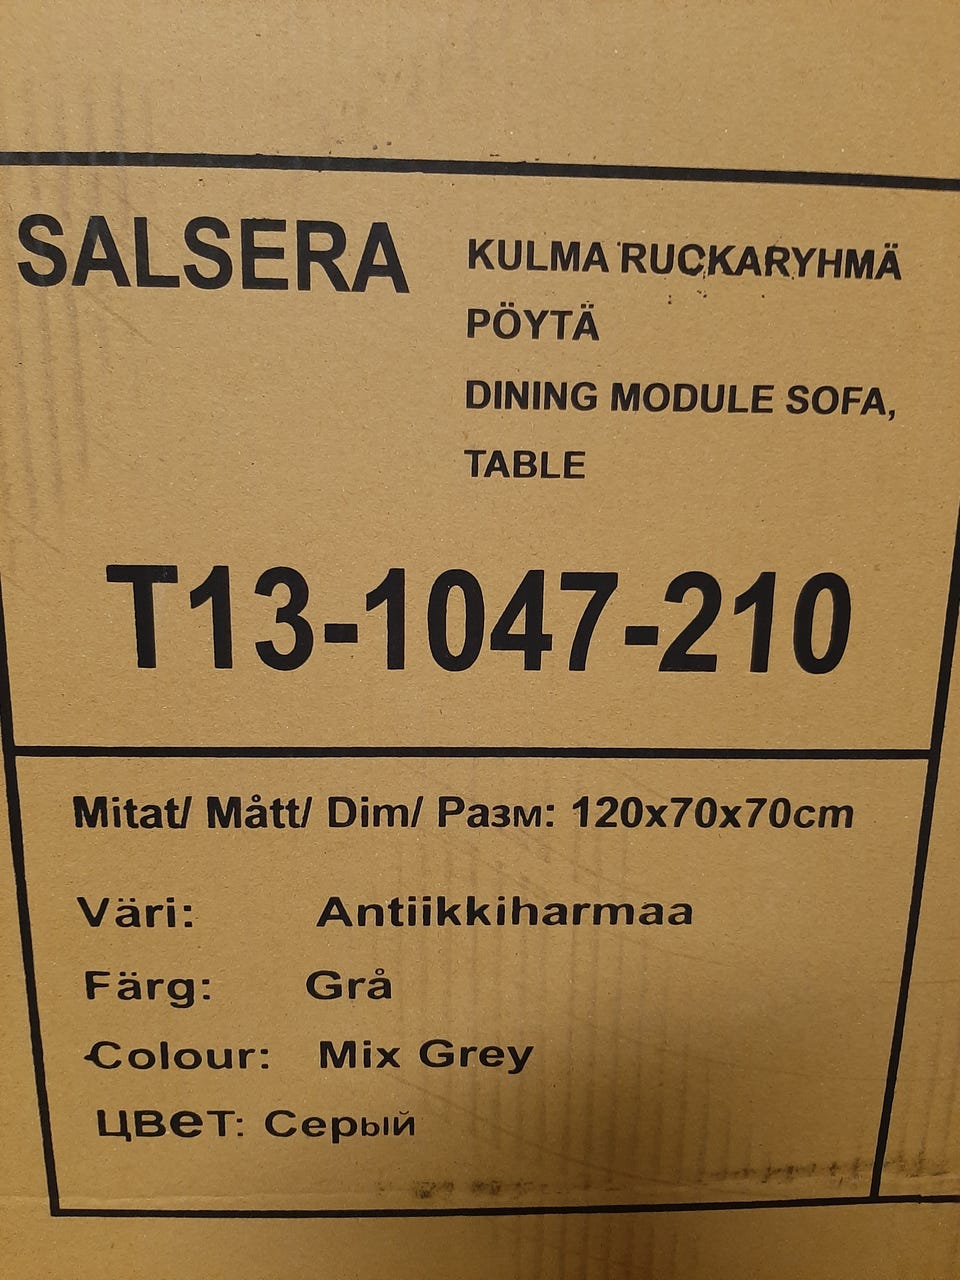 SALSERA
KULMA RUCKARYHMÄ
PÖYTÄ
DINING MODULE SOFA,
TABLE
T13-1047-210
Mitat/ Mått/ Dim/ Разм: 120x70x70cm
Väri: Antiikkiharmaa
Färg: Grå
Colour: Mix Grey
ЦВеТ: Серый